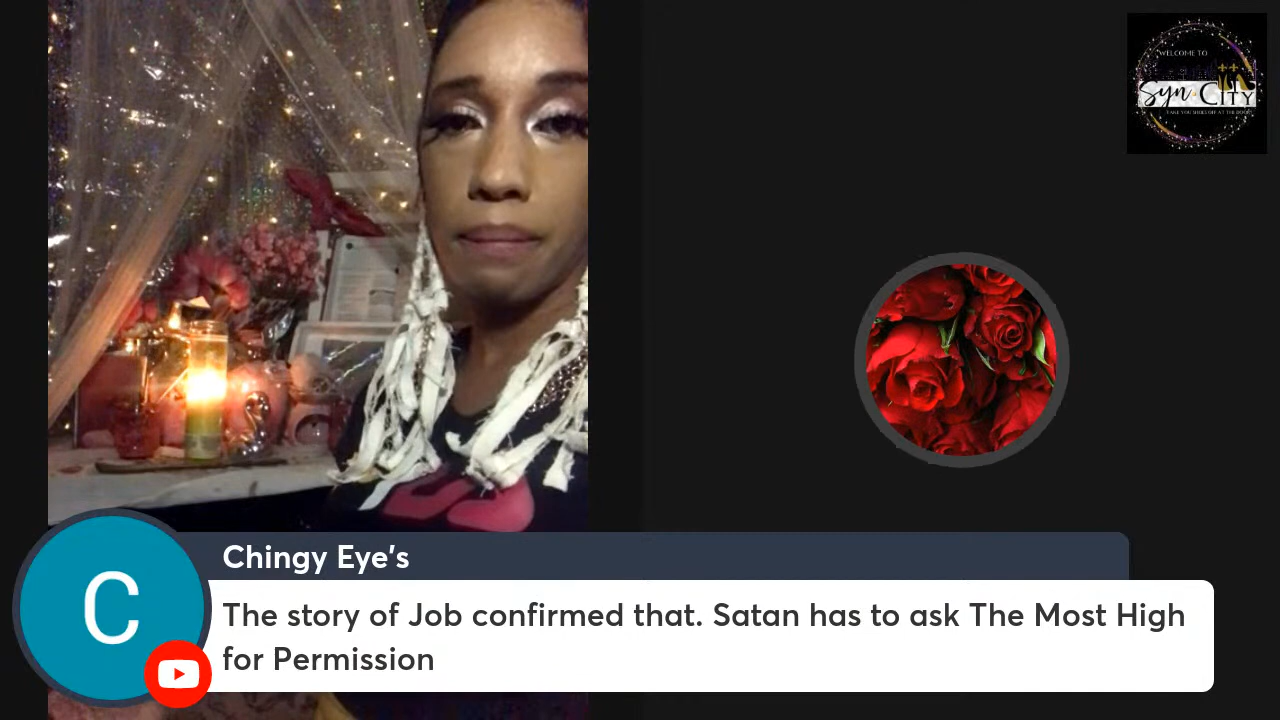 WELCOME TO
Syn City
Chingy Eye's
C
The story of Job confirmed that. Satan has to ask The Most High
for Permission